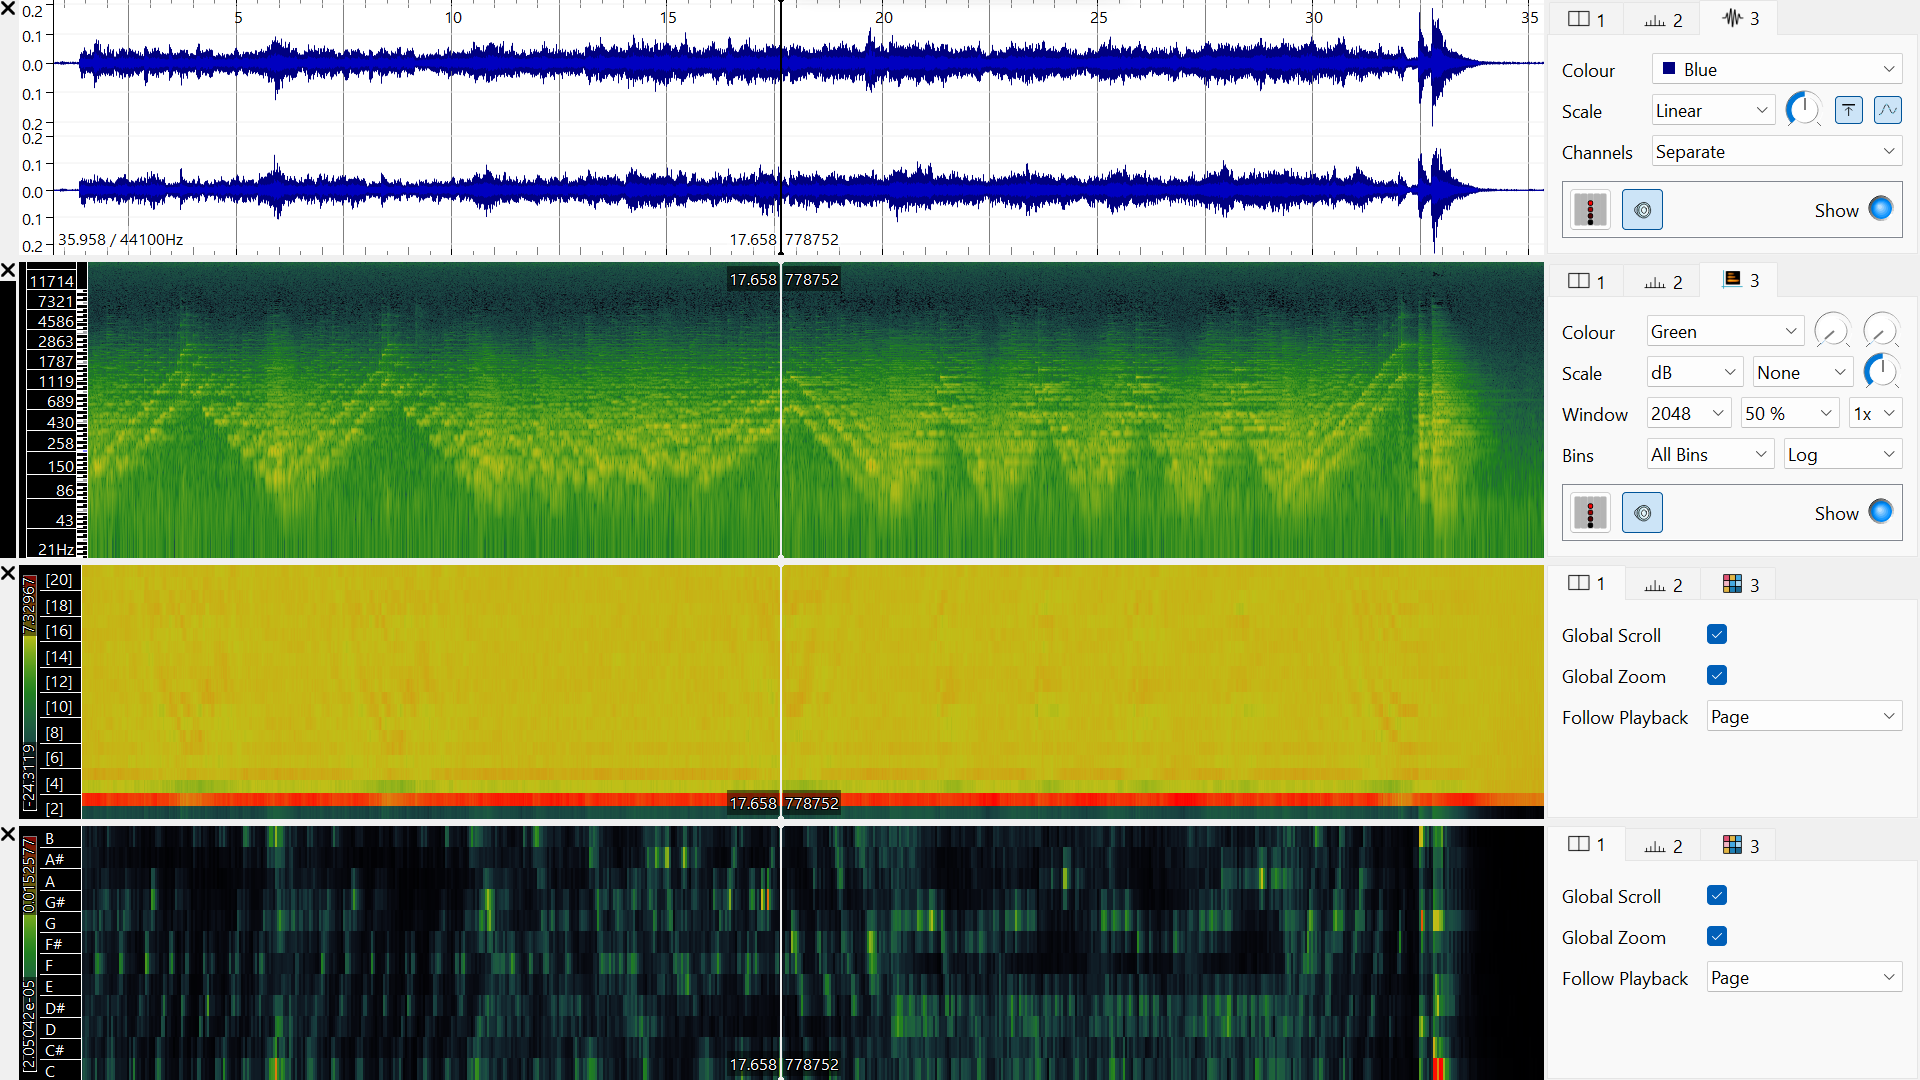 0.2
0.1
0.0
0.1
0.2
0.2
0.1
0.0
0.1
0.2
5 10 15 20 25 30 35
35.958 / 44100Hz
17.658 778752
1 2 3
Colour Blue
Scale Linear
Channels Separate
Show
11714
7321
4586
2863
1787
1119
689
430
258
150
86
43
21Hz
17.658 778752
1 2 3
Colour Green
Scale dB None
Window 2048 50 % 1x
Bins All Bins Log
Show
7.32967
[-24.3119
[20]
[18]
[16]
[14]
[12]
[10]
[8]
[6]
[4]
[2]
17.658 778752
1 2 3
Global Scroll
Global Zoom
Follow Playback Page
0.0152577]
[2.05042e-05
B
A#
A
G#
G
F#
F
E
D#
D
C#
C
17.658 778752
1 2 3
Global Scroll
Global Zoom
Follow Playback Page